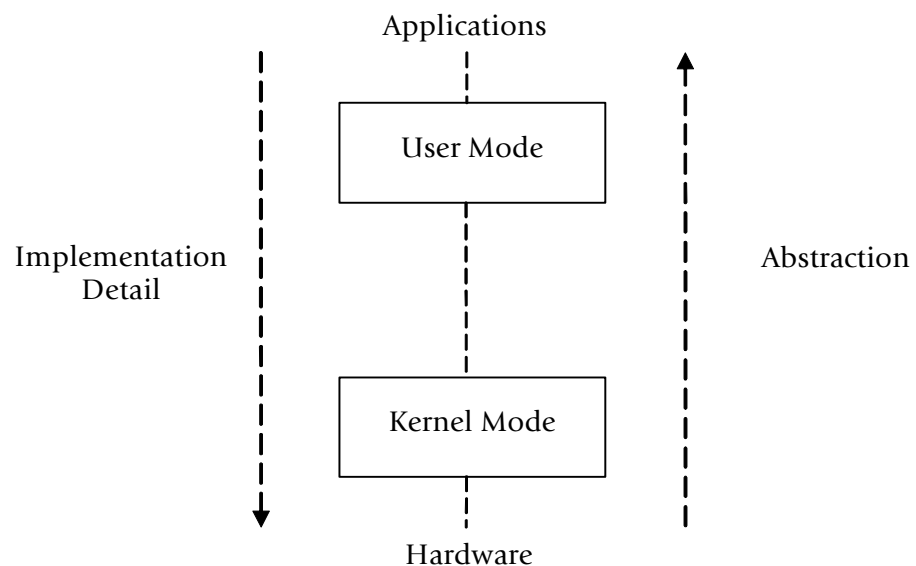 Applications
User Mode
Implementation
Detail
Abstraction
Kernel Mode
Hardware